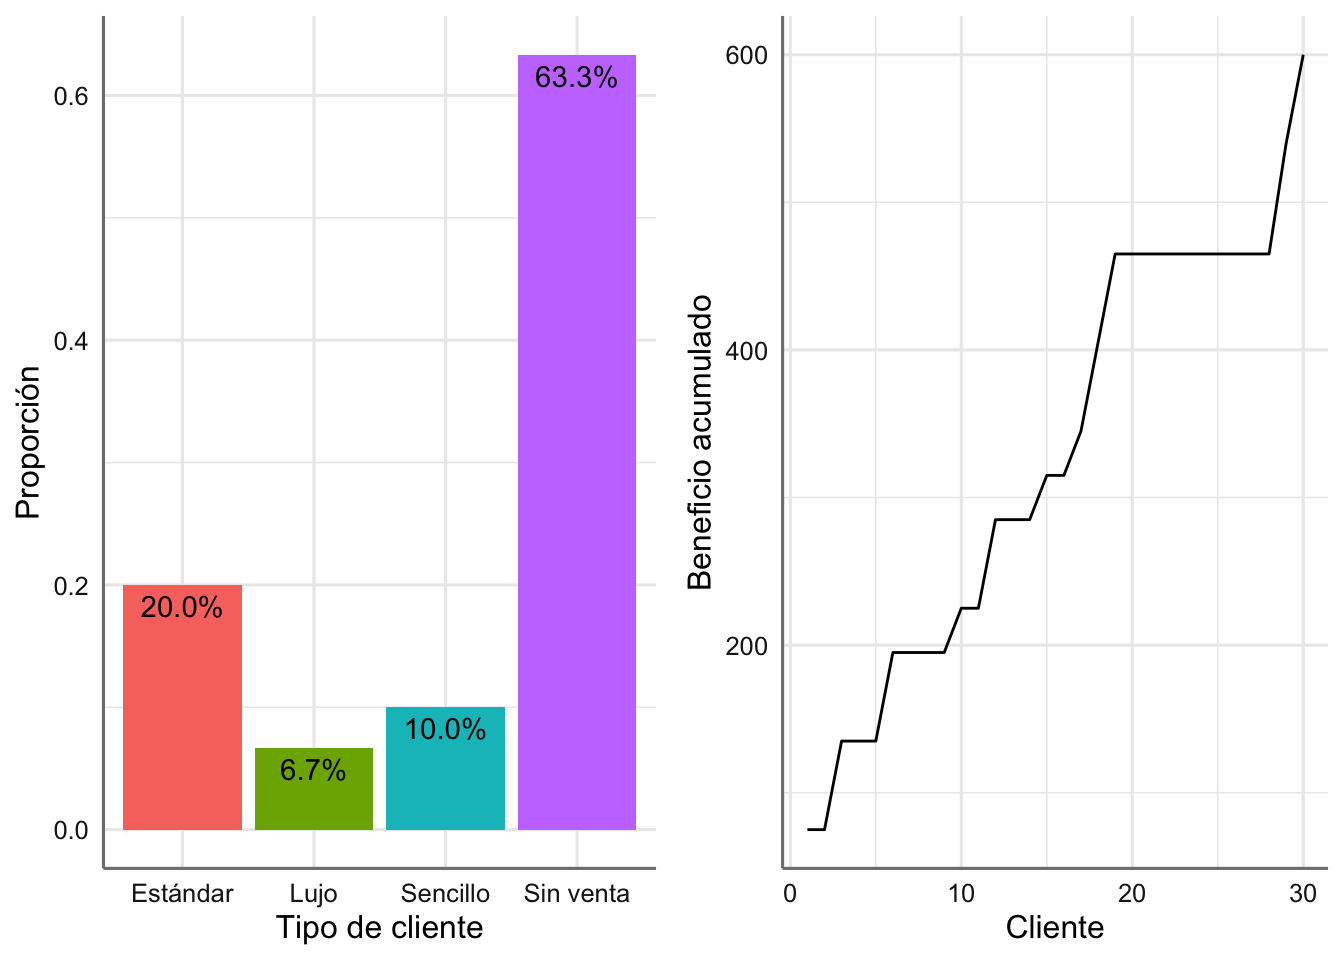 Proporción
0.6
0.4
0.2
0.0
63.3%
20.0%
10.0%
6.7%
Estándar Lujo Sencillo Sin venta
Tipo de cliente
Beneficio acumulado
600
400
200
0 10 20 30
Cliente